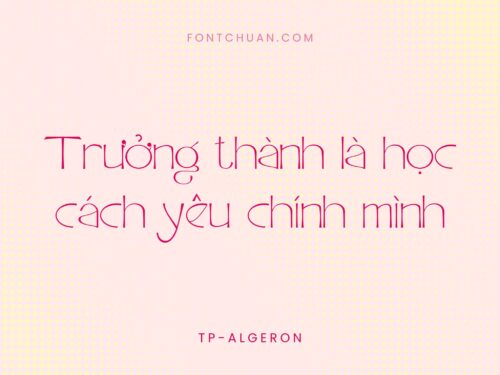 FONTCHUAN.COM
Trưởng thành là học
cách yêu chính mình
TP-ALGERON